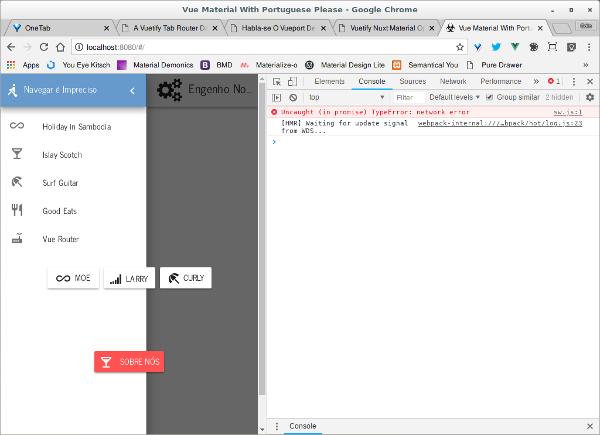 Vue Material With Portuguese Please - Google Chrome
OneTab
A Vuetify Tab Router D
Habla-se O Vueport De
Vuetify Nuxt Material O
Vue Material With Port
localhost:8080/#/
Apps
You Eye Kitsch
Material Demonics
BMD
Materialize-o
Material Design Lite
Semantical You
Pure Drawer
Navegar é Impreciso
Engenho No...
Holiday in Sambodia
Islay Scotch
Surf Guitar
Good Eats
Vue Router
MOE
LARRY
CURLY
SOBRE NÓS
Elements
Console
Sources
Network
Performance
»
1
top
Filter
Default levels
Group similar
2 hidden
Uncaught (in promise) TypeError: network error
sw.js:1
[HMR] Waiting for update signal
webpack-internal:///…bpack/hot/log.js:23
from WDS...
Console